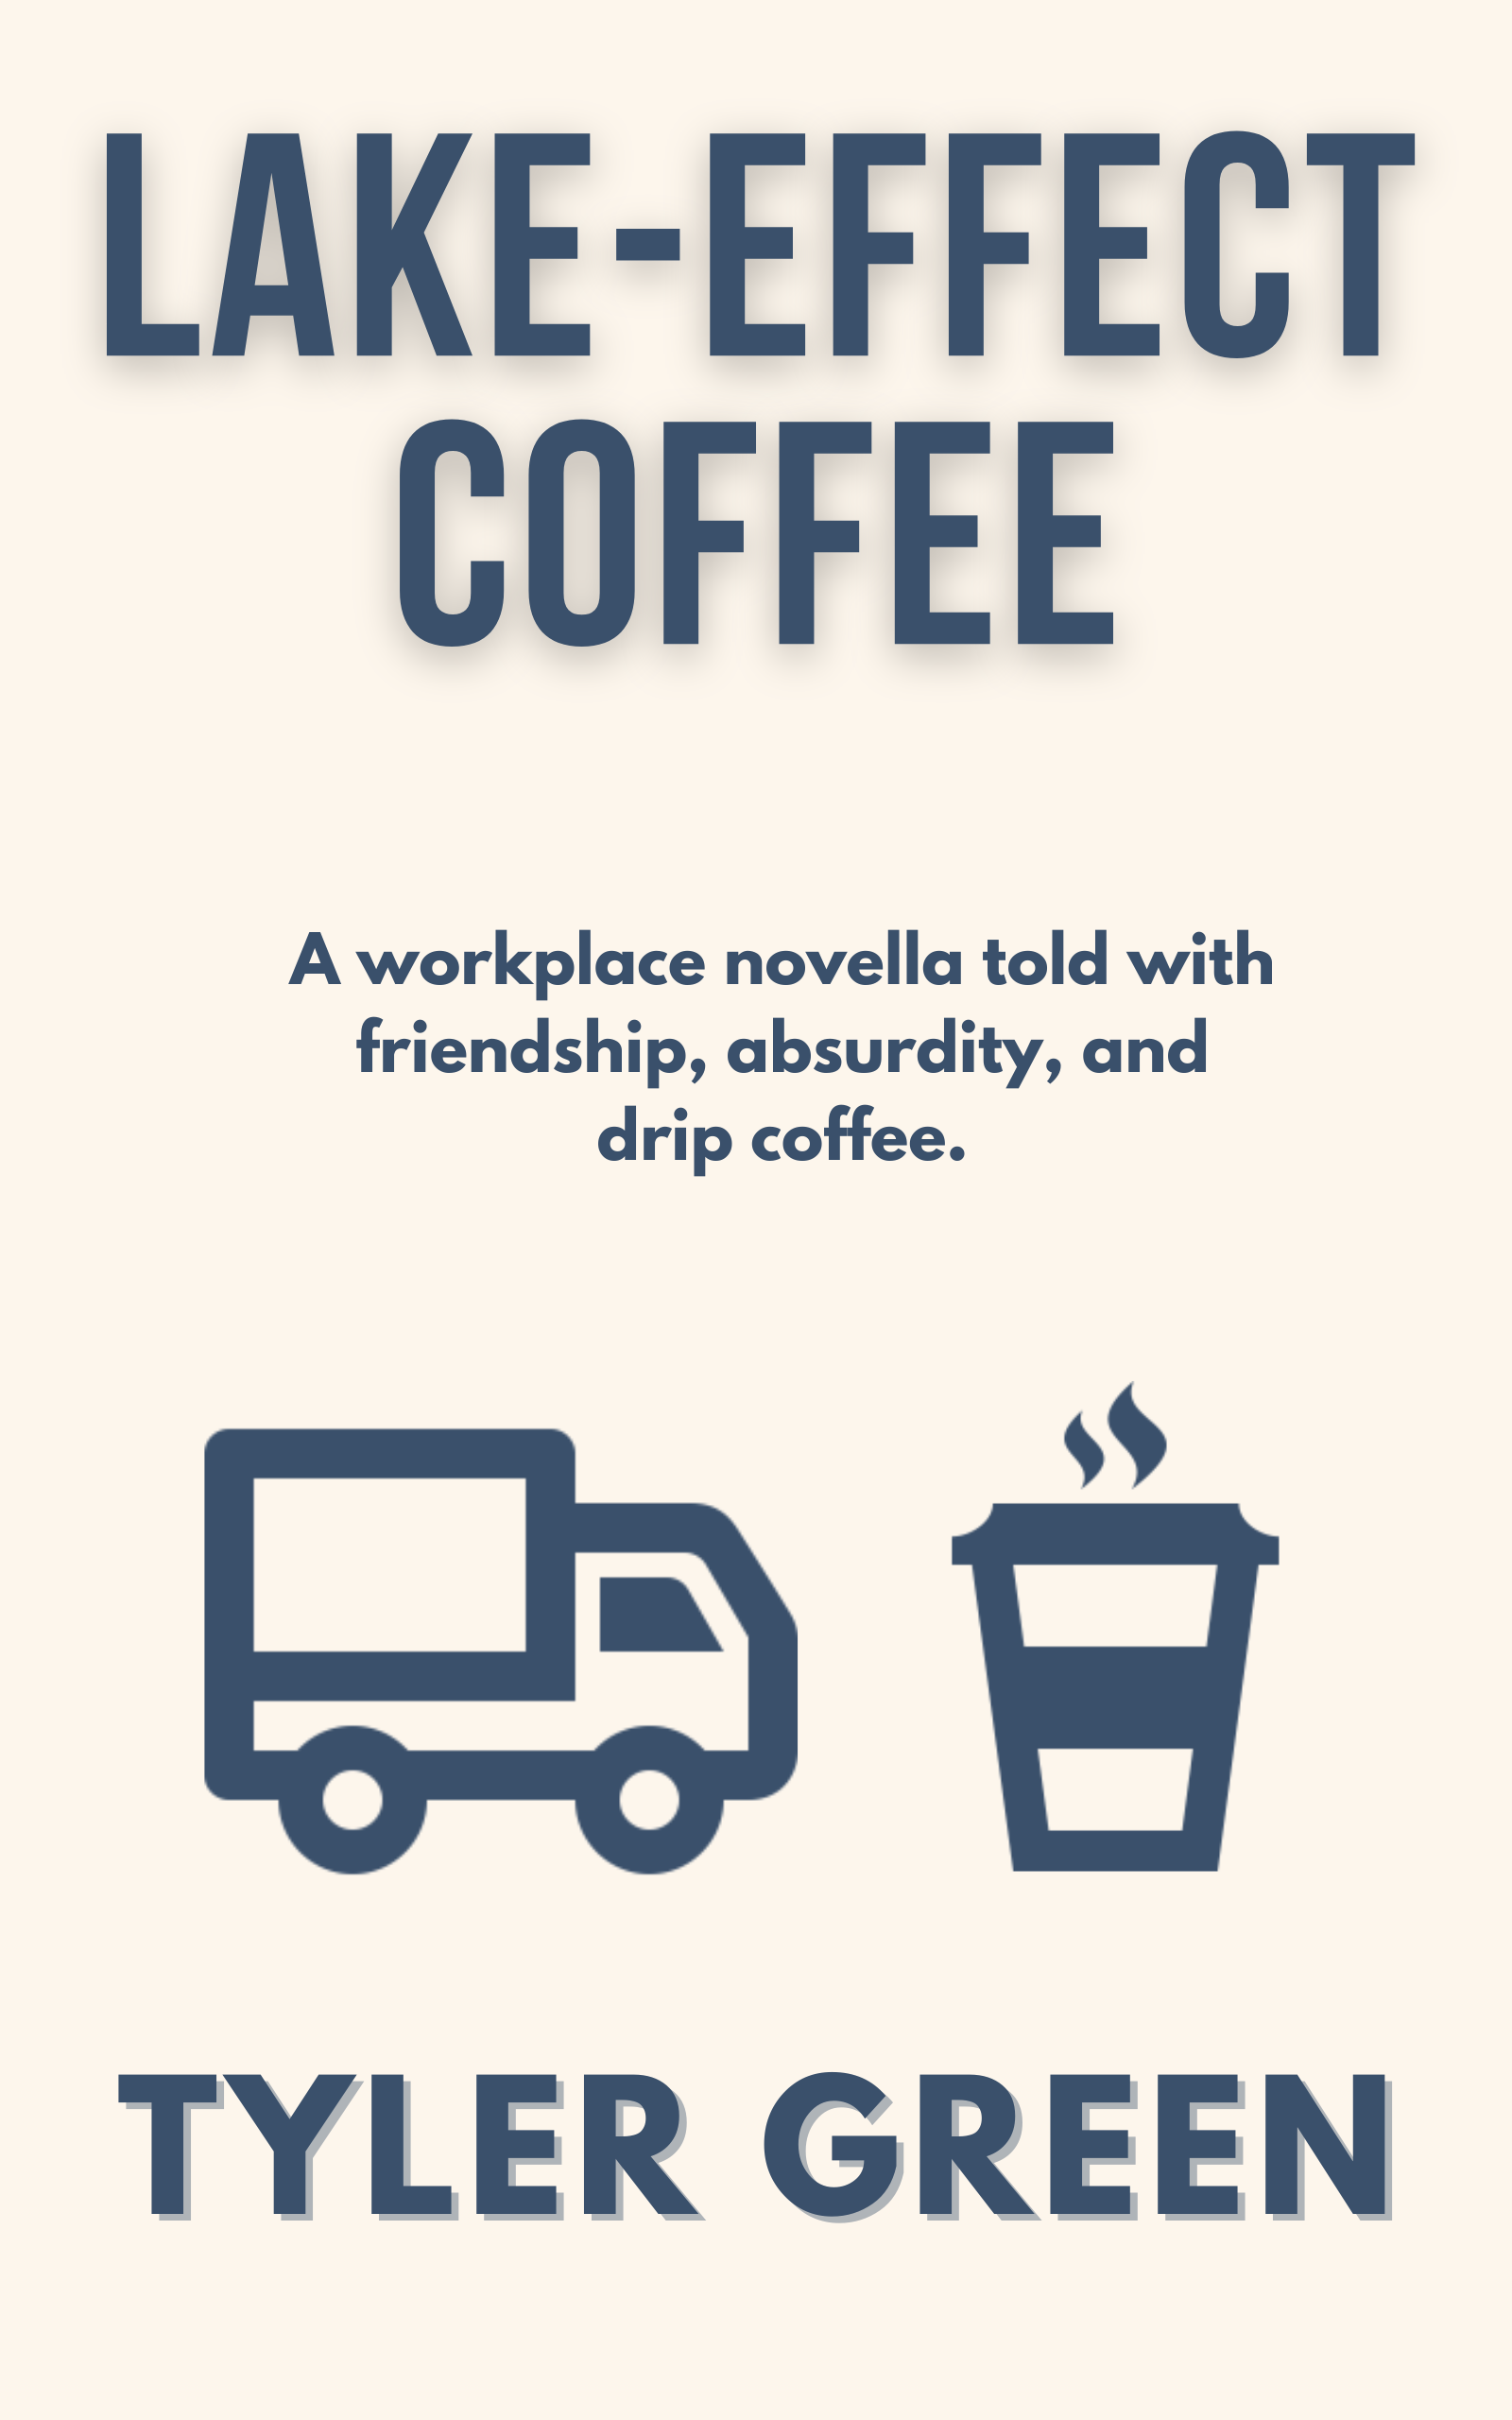 LAKE-EFFECT
COFFEE
A workplace novella told with
friendship, absurdity, and
drip coffee.
TYLER GREEN